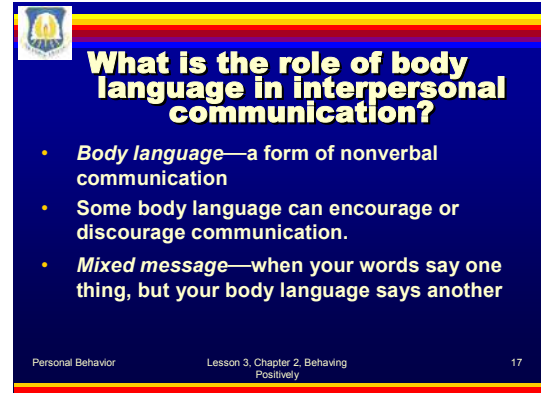 What is the role of body
language in interpersonal
communication?
• Body language—a form of nonverbal
communication
• Some body language can encourage or
discourage communication.
• Mixed message—when your words say one
thing, but your body language says another
Personal Behavior
Lesson 3, Chapter 2, Behaving
Positively
17